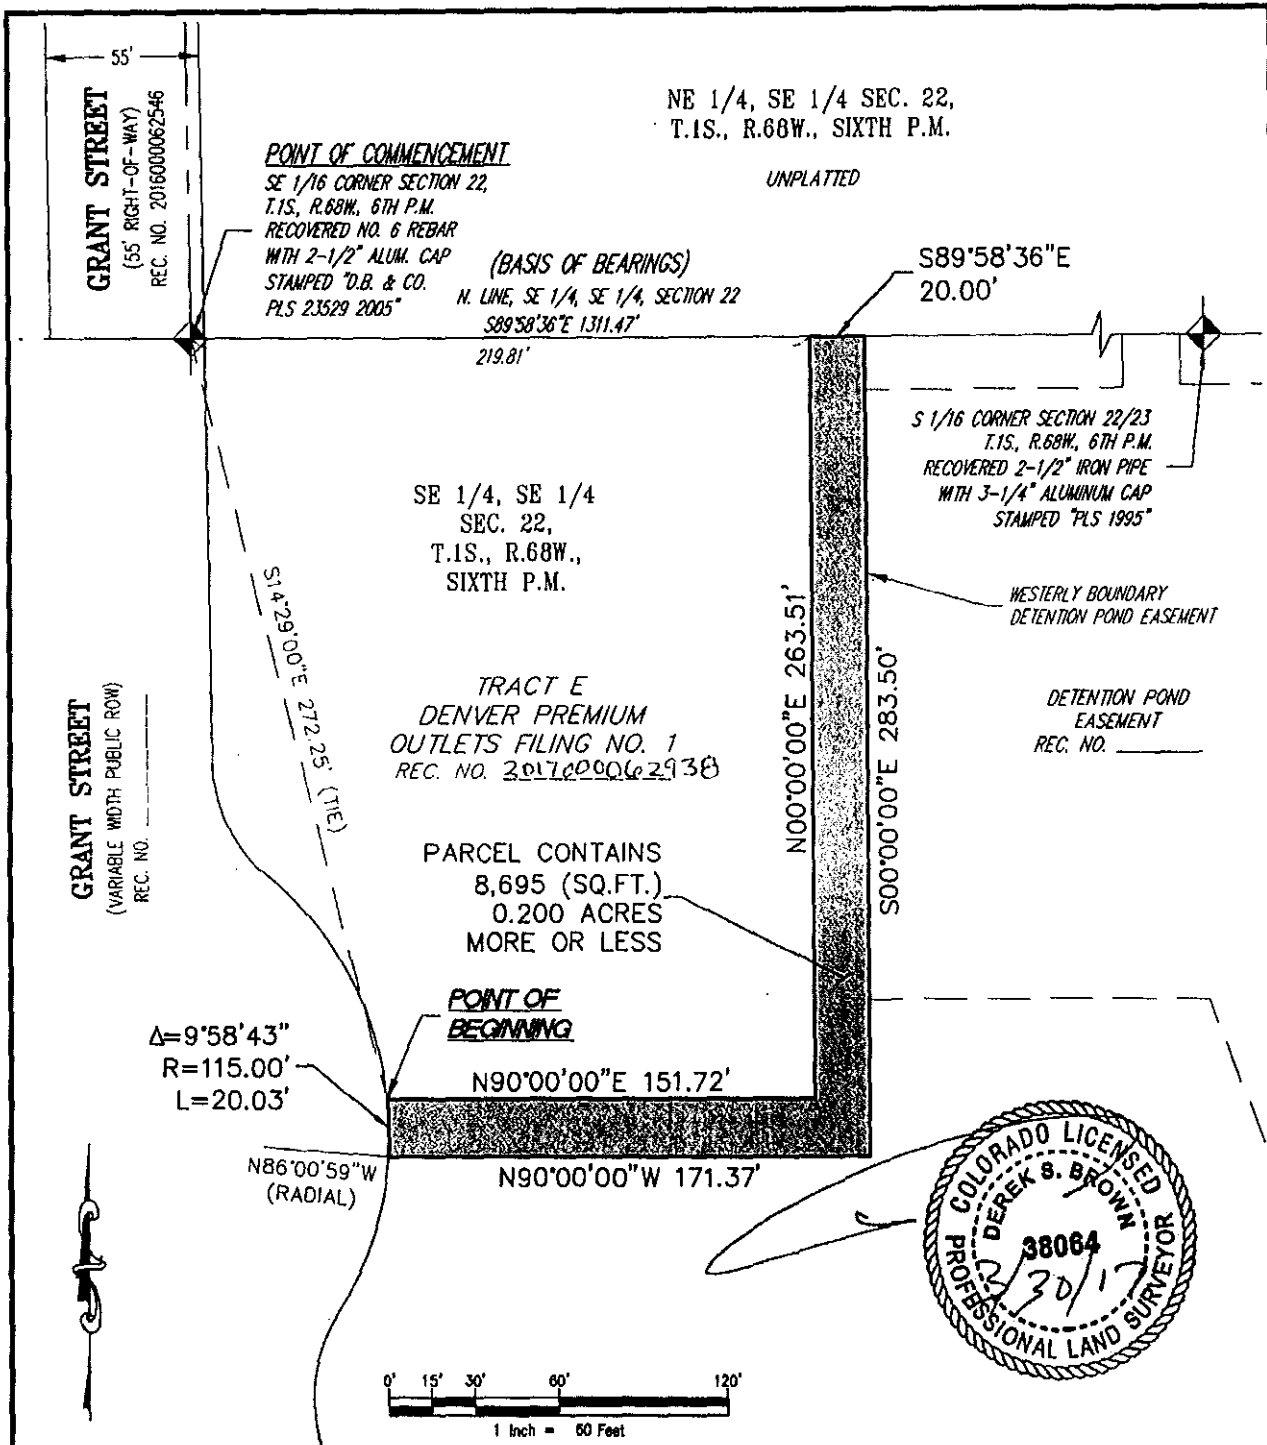 55'
GRANT STREET
(55' RIGHT-OF-WAY)
REC. NO. 2016000062546
NE 1/4, SE 1/4 SEC. 22,
T.1S., R.68W., SIXTH P.M.
UNPLATTED
POINT OF COMMENCEMENT
SE 1/16 CORNER SECTION 22,
T.1S., R.68W., 6TH P.M.
RECOVERED NO. 6 REBAR
WITH 2-1/2" ALUM. CAP
STAMPED "D.B. & CO.
PLS 23529 2005"
(BASIS OF BEARINGS)
N. LINE, SE 1/4, SE 1/4, SECTION 22
S89°58'36"E 1311.47'
219.81'
S89°58'36"E
20.00'
S 1/16 CORNER SECTION 22/23
T.1S., R.68W., 6TH P.M.
RECOVERED 2-1/2" IRON PIPE
WITH 3-1/4" ALUMINUM CAP
STAMPED "PLS 1995"
SE 1/4, SE 1/4
SEC. 22,
T.1S., R.68W.,
SIXTH P.M.
S14°29'00"E 272.25' (TIE)
N00°00'00"E 263.51'
S00°00'00"E 283.50'
WESTERLY BOUNDARY
DETENTION POND EASEMENT
DETENTION POND
EASEMENT
REC. NO. ________
TRACT E
DENVER PREMIUM
OUTLETS FILING NO. 1
REC. NO. 2017000062938
GRANT STREET
(VARIABLE WIDTH PUBLIC ROW)
REC. NO. ________
PARCEL CONTAINS
8,695 (SQ.FT.)
0.200 ACRES
MORE OR LESS
POINT OF
BEGINNING
Δ=9°58'43"
R=115.00'
L=20.03'
N90°00'00"E 151.72'
N86°00'59"W
(RADIAL)
N90°00'00"W 171.37'
COLORADO LICENSED
DEREK S. BROWN
38064
PROFESSIONAL LAND SURVEYOR
0' 15' 30' 60' 120'
1 Inch = 60 Feet